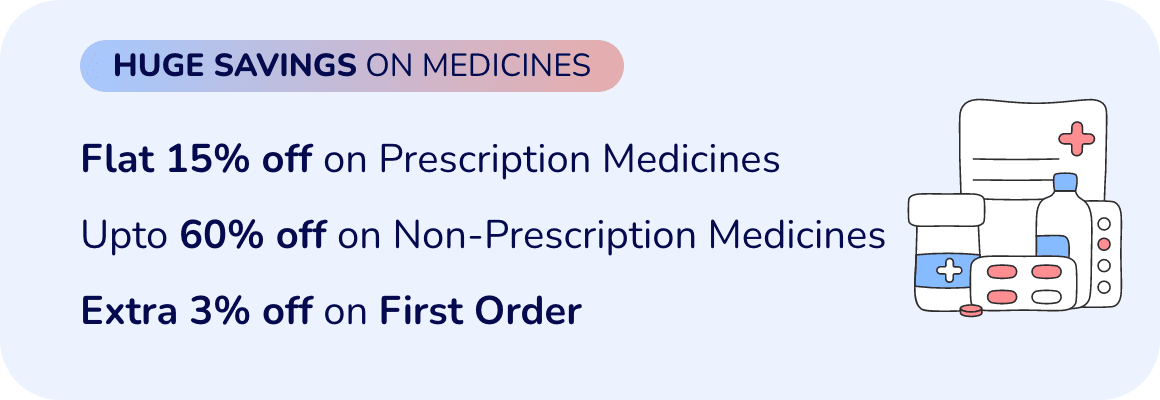 HUGE SAVINGS ON MEDICINES
Flat 15% off on Prescription Medicines
Upto 60% off on Non-Prescription Medicines
Extra 3% off on First Order